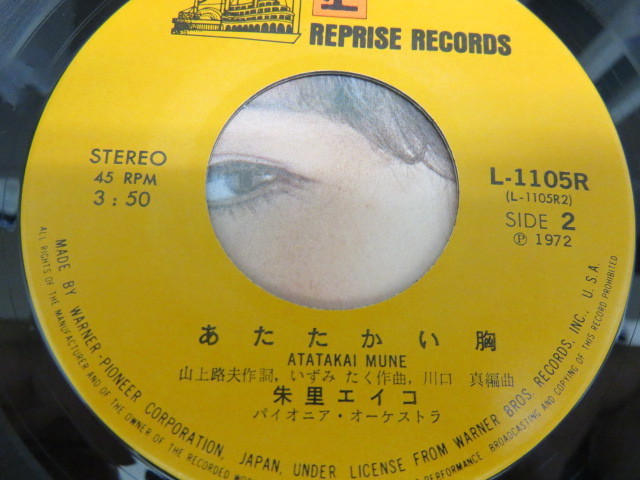 REPRISE RECORDS
STEREO
45 RPM
3:50
L-1105R
(L-1105R2)
SIDE 2
Ⓟ 1972
あたたかい胸
ATATAKAI MUNE
山上路夫作詞, いずみ たく作曲, 川口 真編曲
朱里エイコ
パイオニア・オーケストラ
MADE BY WARNER-PIONEER CORPORATION, JAPAN, UNDER LICENSE FROM WARNER BROS. RECORDS, INC., U.S.A.
ALL RIGHTS OF THE MANUFACTURER AND OF THE OWNER OF THE RECORDED
PERFORMANCE BROADCASTING AND COPYING OF THIS RECORD PROHIBITED